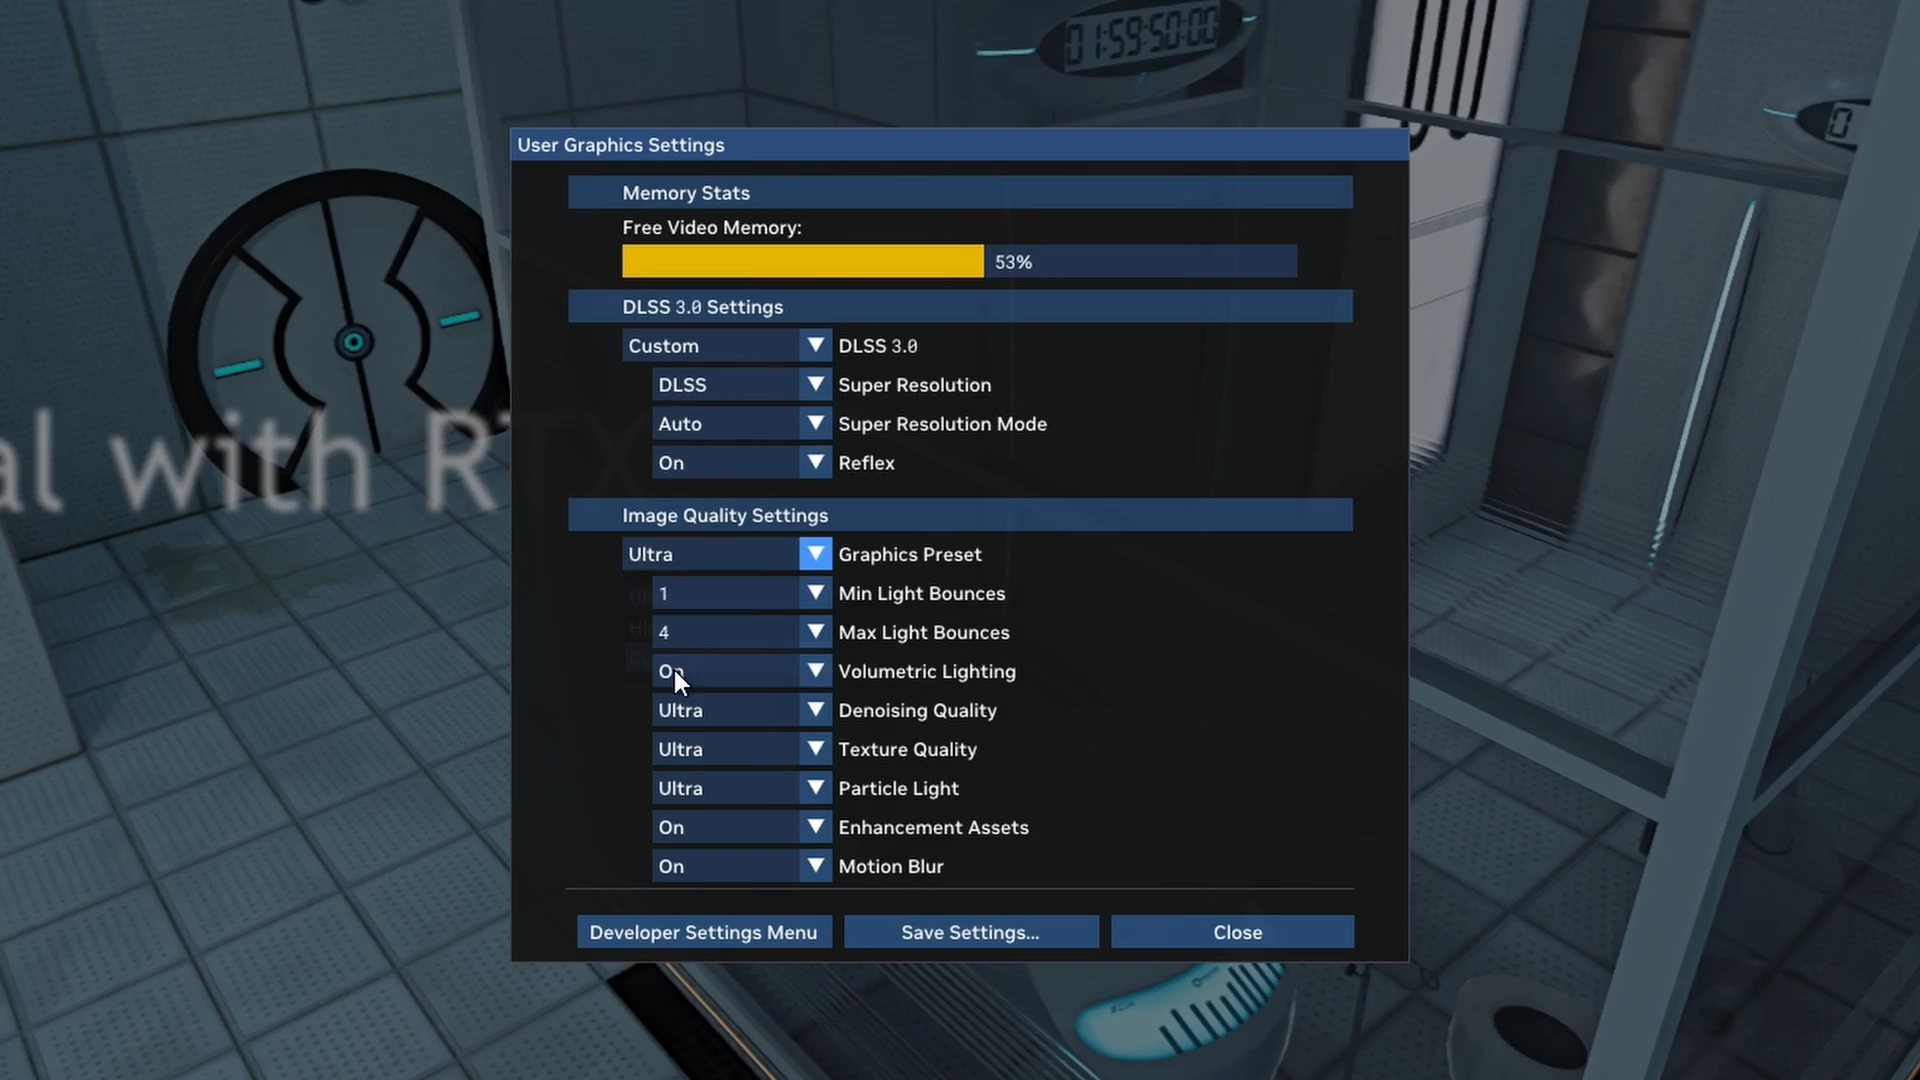 01:59:50:00
0
User Graphics Settings
Memory Stats
Free Video Memory:
53%
DLSS 3.0 Settings
Custom DLSS 3.0
DLSS Super Resolution
Auto Super Resolution Mode
On Reflex
al with RTX
Image Quality Settings
Ultra Graphics Preset
1 Min Light Bounces
4 Max Light Bounces
On Volumetric Lighting
Ultra Denoising Quality
Ultra Texture Quality
Ultra Particle Light
On Enhancement Assets
On Motion Blur
Developer Settings Menu Save Settings... Close